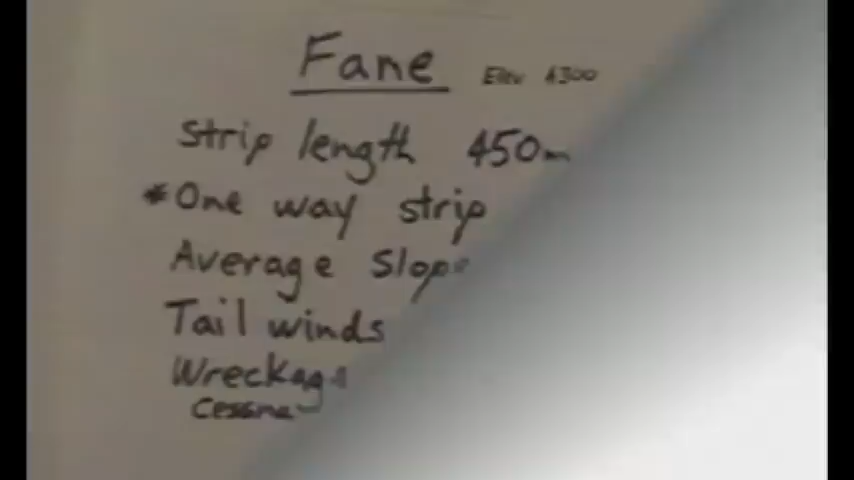 Fane Elev 4300
Strip length 450m
*One way strip
Average Slope
Tail winds
Wreckage
Cessna